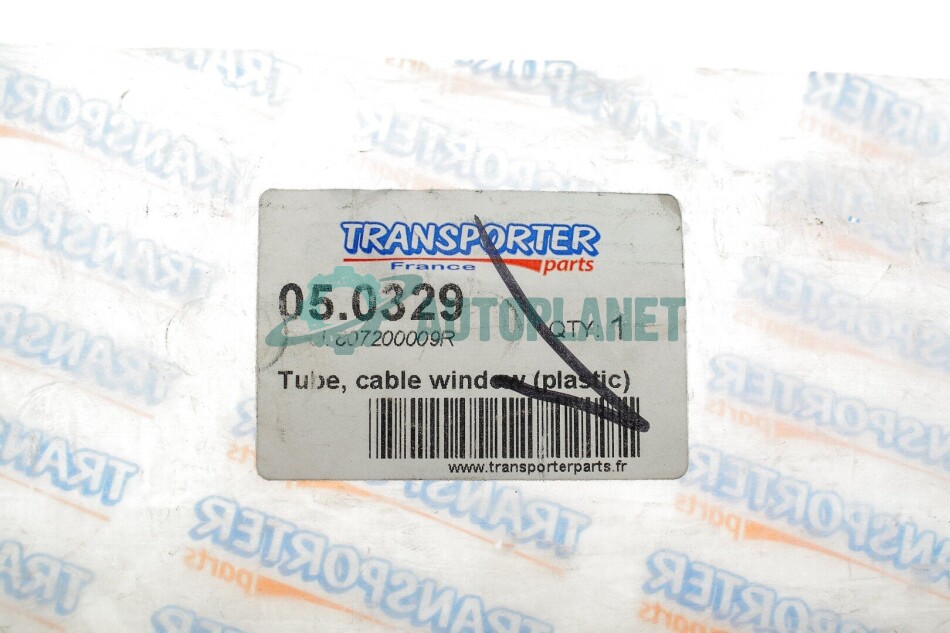 TRANSPORTER
France parts
05.0329
AUTOPLANET
QTY: 1
Tube, cable window (plastic)
www.transporterparts.fr